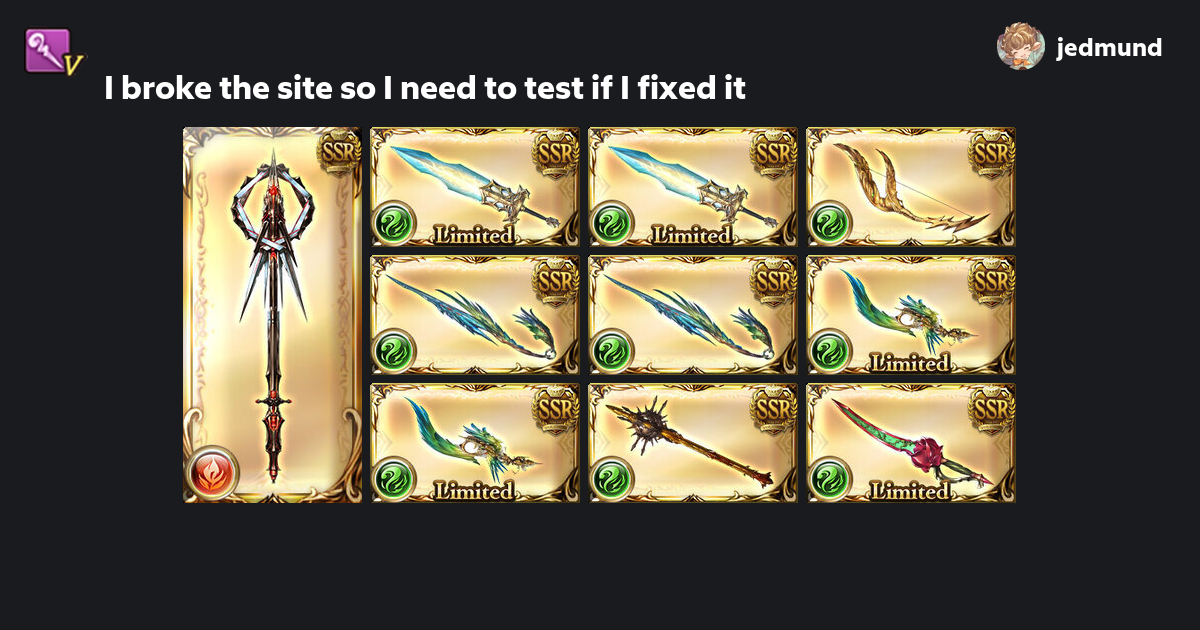 V
jedmund
I broke the site so I need to test if I fixed it
SSR
SSR
Limited
SSR
Limited
SSR
SSR
SSR
SSR
Limited
SSR
Limited
SSR
SSR
Limited